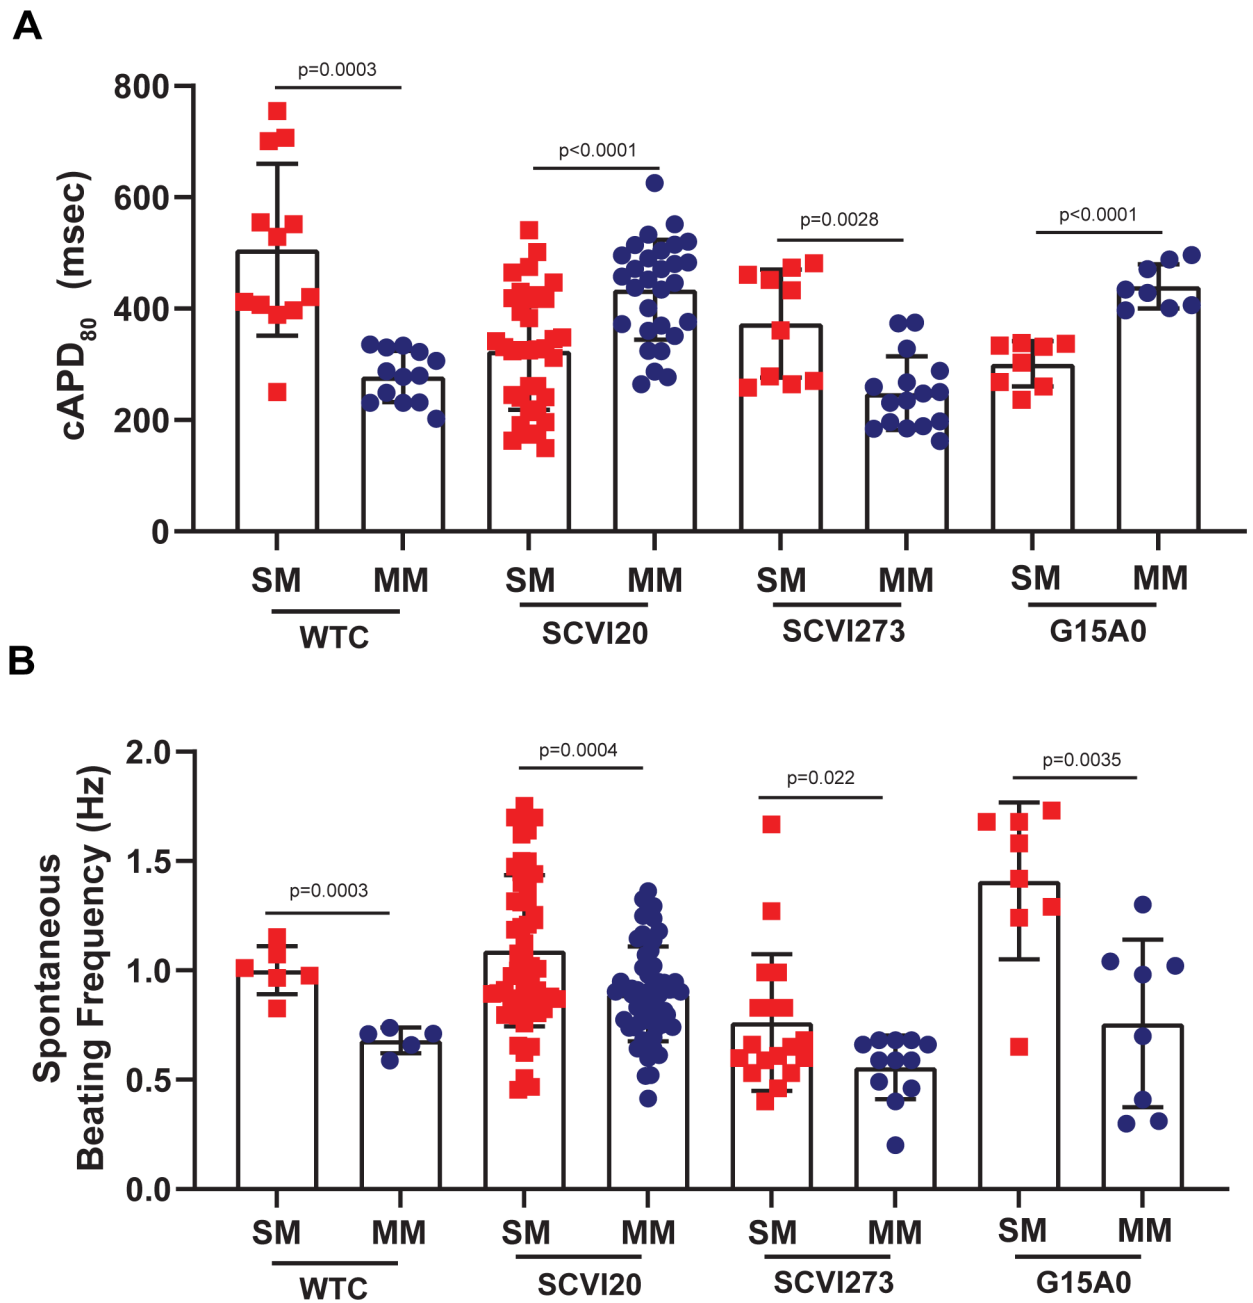 A
cAPD80 (msec)
800
600
400
200
0
p=0.0003
p<0.0001
p=0.0028
p<0.0001
SM MM SM MM SM MM SM MM
WTC SCVI20 SCVI273 G15A0
B
Spontaneous
Beating Frequency (Hz)
2.0
1.5
1.0
0.5
0.0
p=0.0003
p=0.0004
p=0.022
p=0.0035
SM MM SM MM SM MM SM MM
WTC SCVI20 SCVI273 G15A0